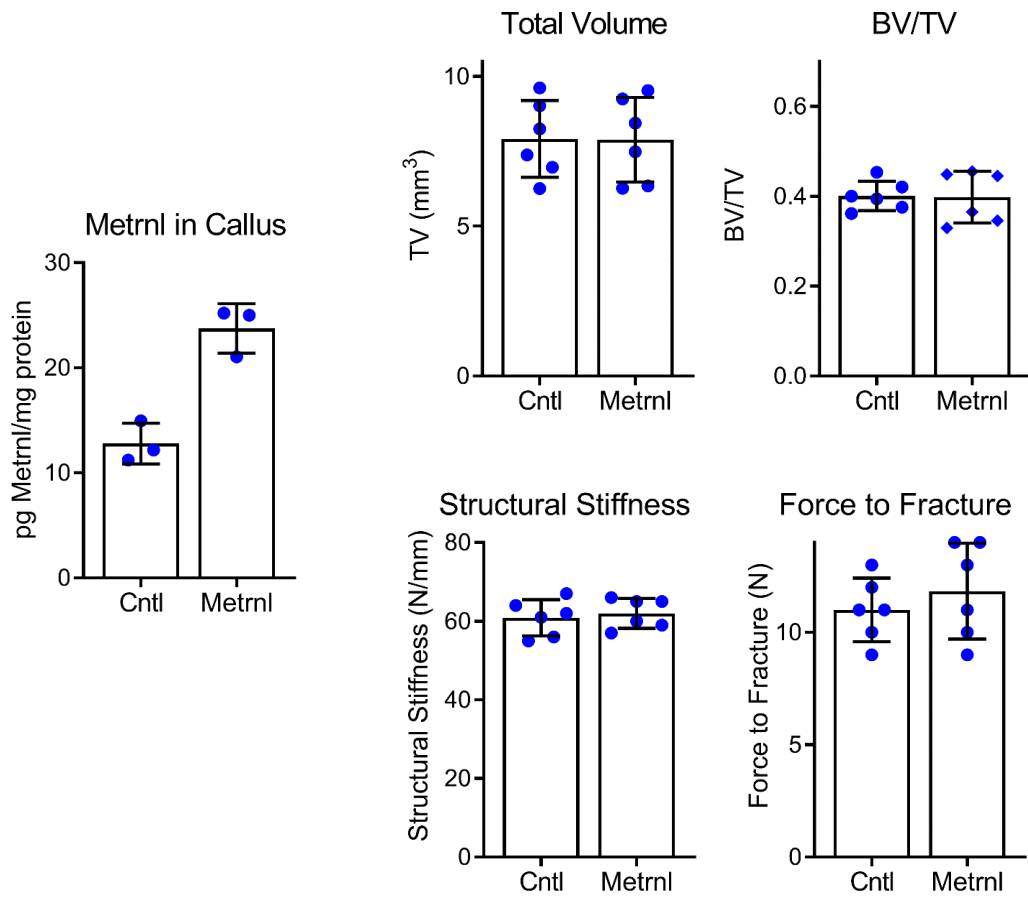 Metrnl in Callus
pg Metrnl/mg protein
30
20
10
0
Cntl Metrnl
Total Volume
TV (mm³)
10
5
0
Cntl Metrnl
BV/TV
BV/TV
0.6
0.4
0.2
0.0
Cntl Metrnl
Structural Stiffness
Structural Stiffness (N/mm)
80
60
40
20
0
Cntl Metrnl
Force to Fracture
Force to Fracture (N)
10
5
0
Cntl Metrnl